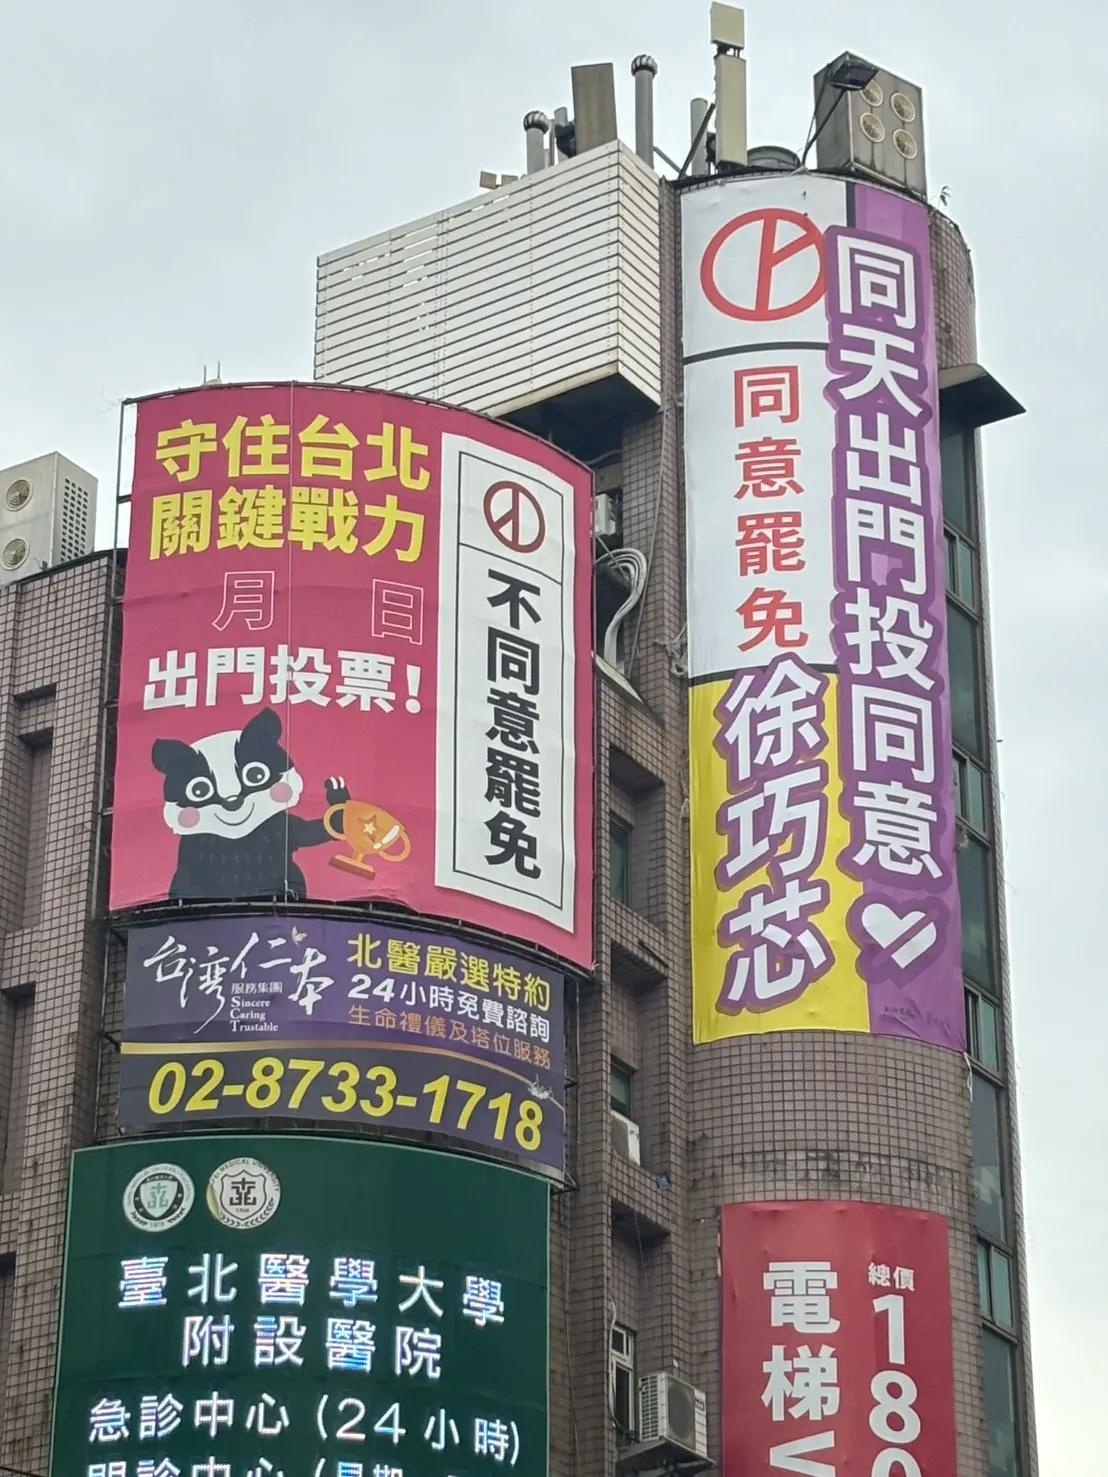 守住台北
關鍵戰力
月 日
出門投票!
不同意罷免
同意罷免
徐巧芯
同天出門投同意
台灣仁本
服務集團
Sincere
Caring
Trustable
北醫嚴選特約
24小時免費諮詢
生命禮儀及塔位服務
02-8733-1718
臺北醫學大學
附設醫院
急診中心(24小時)
總價
180
電梯